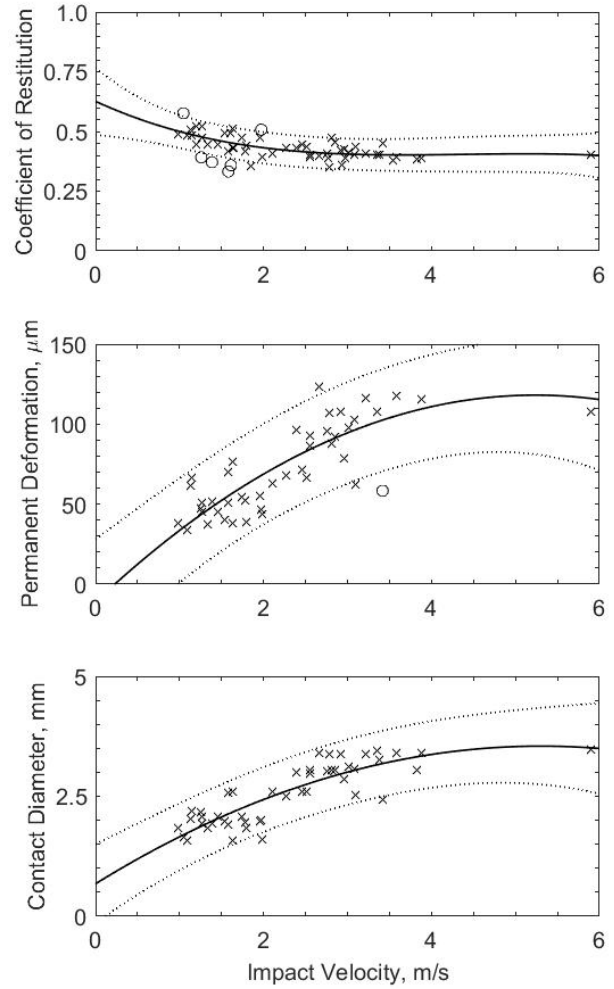 Coefficient of Restitution
1.0
0.75
0.5
0.25
0
0 2 4 6
Permanent Deformation, μm
150
100
50
0
0 2 4 6
Contact Diameter, mm
5
2.5
0
0 2 4 6
Impact Velocity, m/s